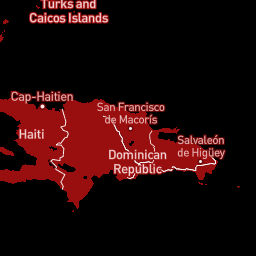 Turks and
Caicos Islands
Cap-Haitien
San Francisco
de Macorís
Haiti
Salvaleón
de Higüey
Dominican
Republic